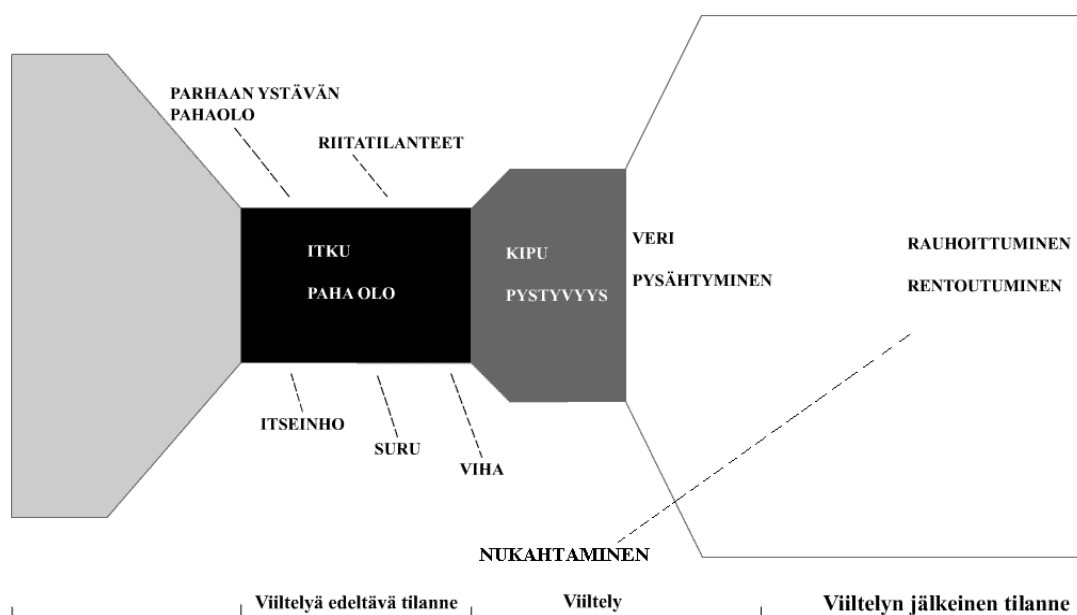 PARHAAN YSTÄVÄN
PAHAOLO
RIITATILANTEET
ITKU
PAHA OLO
KIPU
PYSTYVYYS
VERI
PYSÄHTYMINEN
RAUHOITTUMINEN
RENTOUTUMINEN
ITSEINHO
SURU
VIHA
NUKAHTAMINEN
Viiltelyä edeltävä tilanne
Viiltely
Viiltelyn jälkeinen tilanne